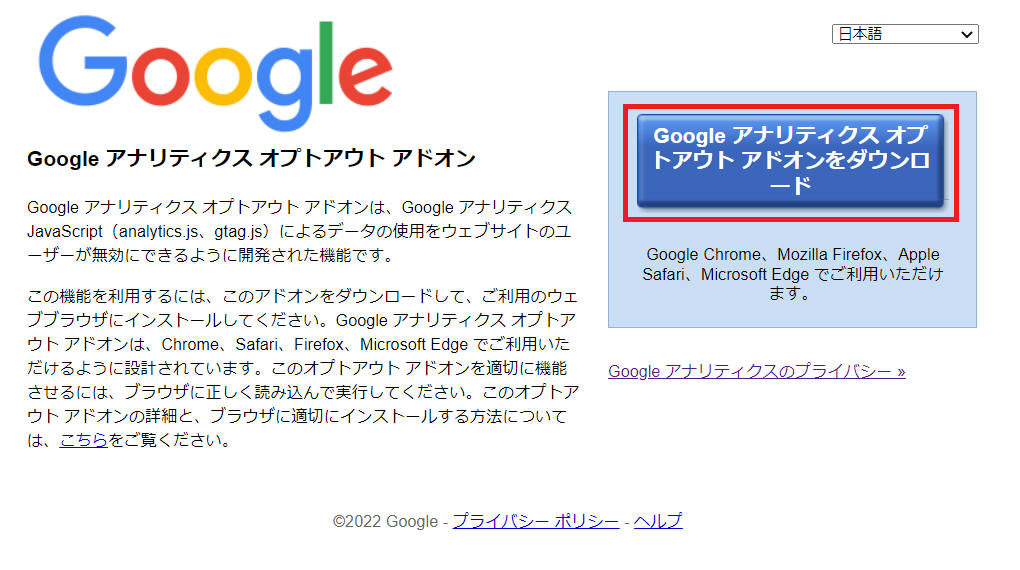 Google
日本語
Google アナリティクス オプトアウト アドオン
Google アナリティクス オプトアウト アドオンは、Google アナリティクス
JavaScript（analytics.js、gtag.js）によるデータの使用をウェブサイトのユ
ーザーが無効にできるように開発された機能です。
この機能を利用するには、このアドオンをダウンロードして、ご利用のウェ
ブブラウザにインストールしてください。Google アナリティクス オプトア
ウト アドオンは、Chrome、Safari、Firefox、Microsoft Edge でご利用いた
だけるように設計されています。このオプトアウト アドオンを適切に機能
させるには、ブラウザに正しく読み込んで実行してください。このオプトア
ウト アドオンの詳細と、ブラウザに適切にインストールする方法について
は、こちらをご覧ください。
Google アナリティクス オプ
トアウト アドオンをダウンロ
ード
Google Chrome、Mozilla Firefox、Apple
Safari、Microsoft Edge でご利用いただけ
ます。
Google アナリティクスのプライバシー »
©2022 Google - プライバシー ポリシー - ヘルプ